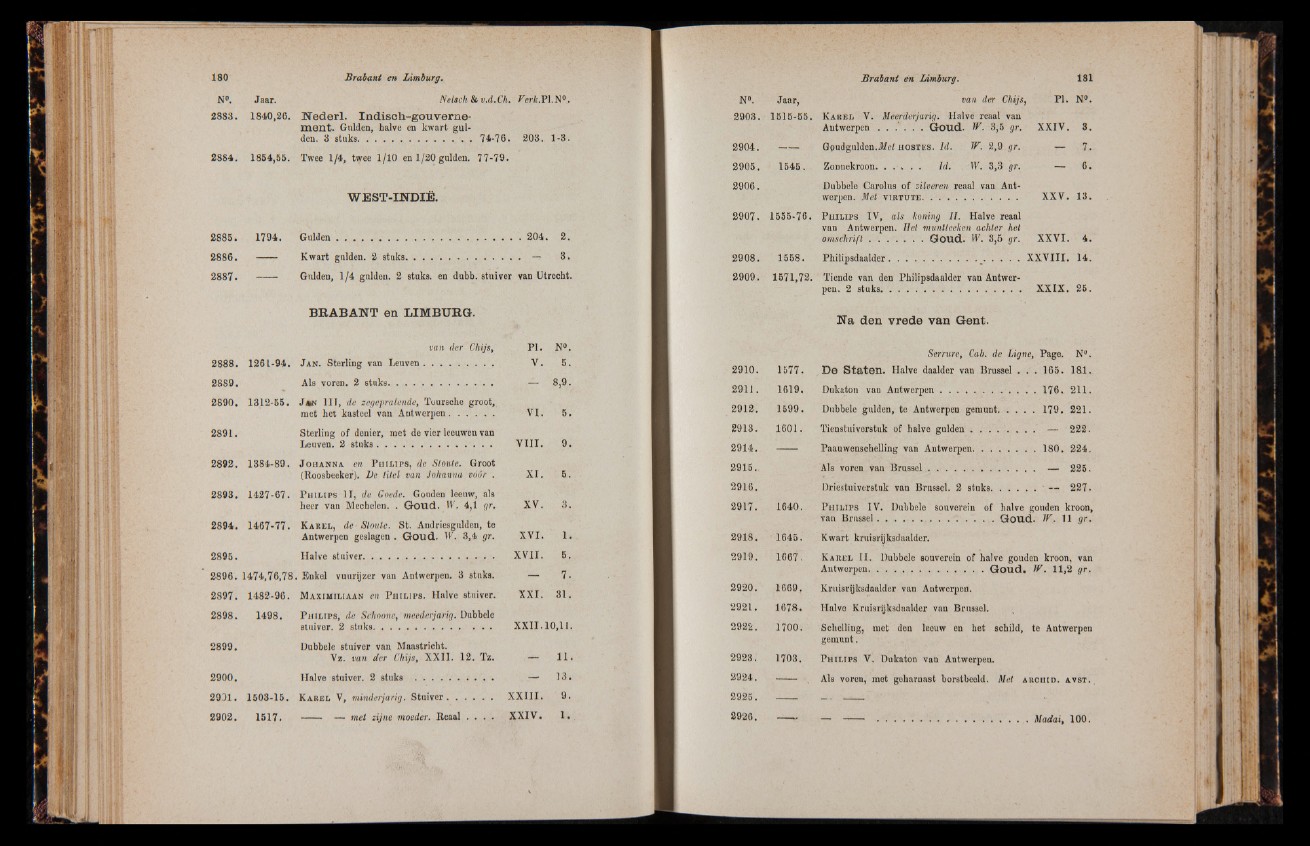 180 Brabant en Limburg.
N°. Jaar. Netsch & v.d.Ch. Verk.Pl.N°.
2883. 1840,26. Nederl. Indisch-gouverne-
ment. Gulden, halve en kwart gul-
den. 3 stuks. . . . . . . . . . . . . . 74-76. 203. 1-3.
2884. 1854,55. Twee 1/4, twee 1/10 en 1/20 gulden. 77-79.
WEST-INDIË.
2885. 1794. Gulden . . . . . . . . . . . . . . . . . . . . . . 204. 2.
2886. —— Kwart gulden. 2 stuks. . . . . . . . . . . . . . — 3.
2887. —— Gulden, 1/4 gulden. 2 stuks. en dubb. stuiver van Utrecht.
BRABANT en LIMBURG.
van der Chijs, Pl. N°.
2888. 1261-94. Jan. Sterling van Leuven . . . . . . . . . V. 5.
2889. Als voren. 2 stuks. . . . . . . . . . . . . — 8,9.
2890. 1312-55. Jan III, de zegepralende, Toursche groot,
met het kasteel van Antwerpen . . . . . . VI. 5.
2891. Sterling of denier, met de vier leeuwen van
Leuven. 2 stuks . . . . . . . . . . . . . . VIII. 9.
2892. 1384-89. Johanna en Philips, de Stoute. Groot
(Roosbeeker). De titel van Johanna vóór . XI. 5.
2893. 1427-67. Philips II, de Goede. Gouden leeuw, als
heer van Mechelen. . Goud. W. 4,1 gr. XV. 3.
2894. 1467-77. Karel, de Stoute. St. Andriesgulden, te
Antwerpen geslagen . Goud. W. 3,4 gr. XVI. 1.
2895. Halve stuiver. . . . . . . . . . . . . . . . XVII. 5.
2896. 1474,76,78. Enkel vuurijzer van Antwerpen. 3 stuks. — 7.
2897. 1482-96. Maximiliaan en Philips. Halve stuiver. XXI. 31.
2898. 1498. Philips, de Schoone, meederjarig. Dubbele
stuiver. 2 stuks. . . . . . . . . . . . . . XXII.10,11.
2899. Dubbele stuiver van Maastricht.
Vz. van der Chijs, XXII. 12. Tz. — 11.
2900. Halve stuiver. 2 stuks . . . . . . . . . . — 13.
2901. 1503-15. Karel V, minderjarig. Stuiver . . . . . . XXIII. 9.
2902. 1517. —— — met zijne moeder. Reaal . . . . XXIV. 1.
Brabant en Limburg. 181
N°. Jaar, van der Chijs, Pl. N°.
2903. 1515-55. Karel V. Meerderjarig. Halve reaal van
Antwerpen . . . . . . Goud. W. 3,5 gr. XXIV. 3.
2904. —— Goudgulden. Met HOSTES. Id. W. 2,9 gr. — 7.
2905. 1545. Zonnekroon. . . . . . Id. W. 3,3 gr. — 6.
2906. Dubbele Carolus of zilveren reaal van Ant-
werpen. Met VIRTUTE. . . . . . . . . . . . XXV. 13.
2907. 1555-76. Philips IV, als koning II. Halve reaal
van Antwerpen. Het muntteeken achter het
omschrift . . . . . . . Goud. W. 3,5 gr. XXVI. 4.
2908. 1558. Philipsdaalder . . . . . . . . . . . . . . . . XXVIII. 14.
2909. 1571,72. Tiende van den Philipsdaalder van Antwer-
pen. 2 stuks. . . . . . . . . . . . . . . . . XXIX. 25.
Na den vrede van Gent.
Serrure, Cab. de Ligne, Page. N°.
2910. 1577. De Staten. Halve daalder van Brussel . . . 165. 181.
2911. 1619. Dukaton van Antwerpen . . . . . . . . . . . . 176. 211.
2912. 1599. Dubbele gulden, te Antwerpen gemunt. . . . . 179. 221.
2913. 1601. Tienstuiverstuk of halve gulden . . . . . . . . — 222.
2914. —— Paauwenschelling van Antwerpen. . . . . . . . 180. 224.
2915. Als voren van Brussel . . . . . . . . . . . . . — 225.
2916. Driestuiverstuk van Brussel. 2 stuks. . . . . . — 227.
2917. 1640. Philips IV. Dubbele souverein of halve gouden kroon,
van Brussel . . . . . . . . . . . . . . Goud. W. 11 gr.
2918. 1645. Kwart kruisrijksdaalder.
2919. 1667. Karel II. Dubbele souverein of halve gouden kroon, van
Antwerpen. . . . . . . . . . . . . . Goud. W. 11,2 gr.
2920. 1669. Kruisrijksdaalder van Antwerpen.
2921. 1678. Halve Kruisrijksdaalder van Brussel.
2922. 1700. Schelling, met den leeuw en het schild, te Antwerpen
gemunt.
2923. 1703. Philips V. Dukaton van Antwerpen.
2924. —— Als voren, met geharnast borstbeeld. Met ARCHID. AVST.
2925. —— — ——
2926. —— — —— . . . . . . . . . . . . . . . . . . Madai, 100.